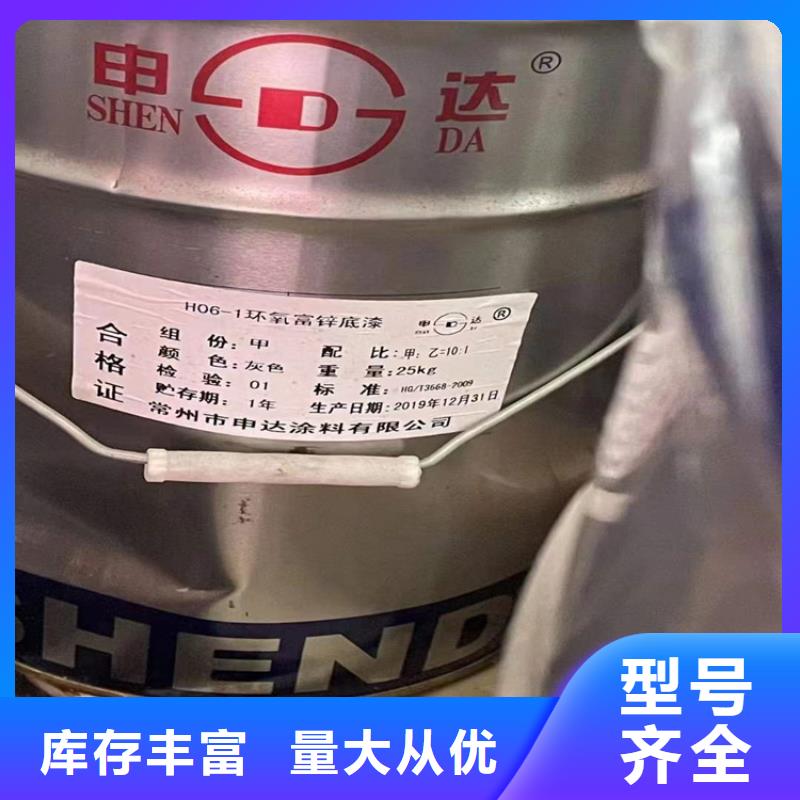 申 D 达 ®
SHEN DA
H06-1环氧富锌底漆 申 D 达 ®
合格证
组份:甲 配比:甲:乙=10:1
颜色:灰色 重量:25kg
检验:01 标准:HG/T3668-2009
贮存期:1年 生产日期:2019年12月31日
常州市申达涂料有限公司
SHEND
库存丰富 量大从优
型号
齐全